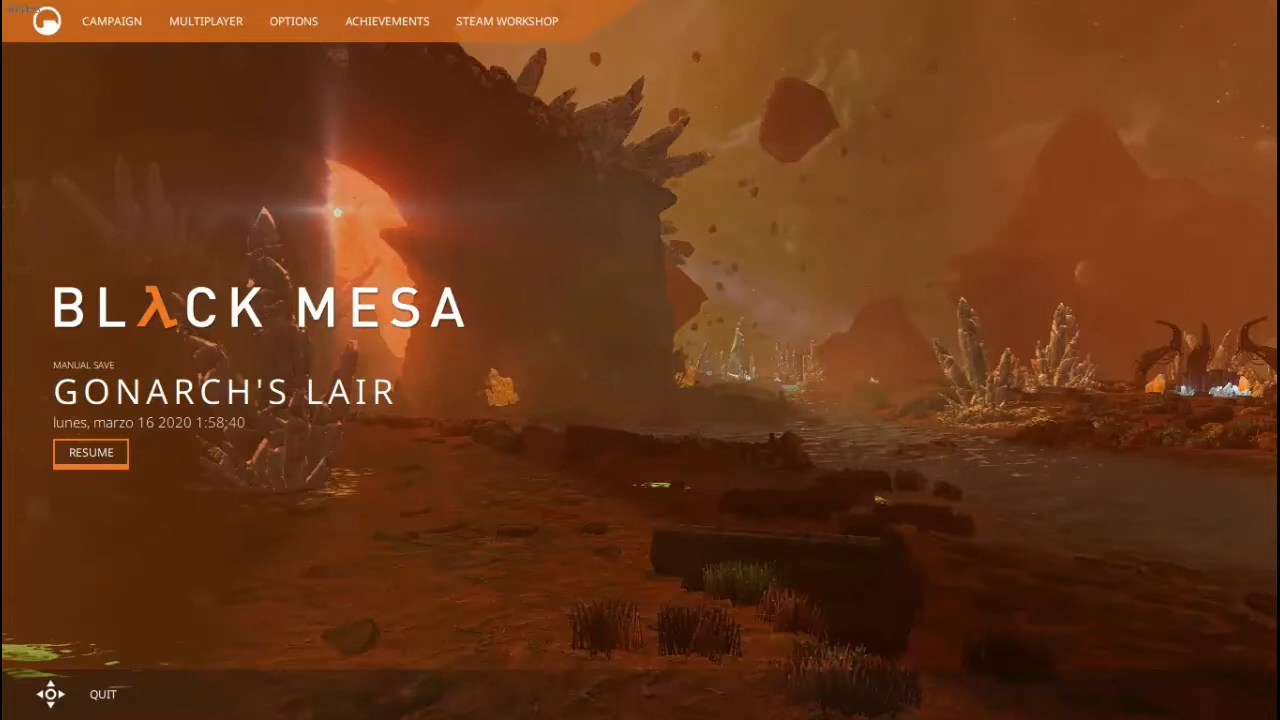 CAMPAIGN MULTIPLAYER OPTIONS ACHIEVEMENTS STEAM WORKSHOP
BLλCK MESA
MANUAL SAVE
GONARCH'S LAIR
lunes, marzo 16 2020 1:58:40
RESUME
QUIT